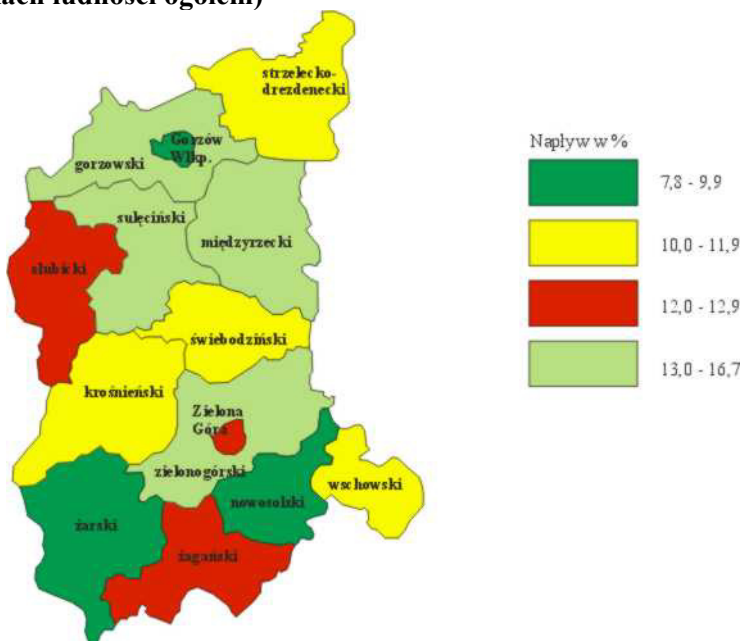 ach ludności ogółem)
strzelecko-
drezdenecki
Gorzów
Wlkp.
gorzowski
sulęciński
międzyrzecki
słubicki
świebodziński
krośnieński
Zielona
Góra
zielonogórski
nowosolski
wschowski
żarski
żagański
Napływ w %
7,8 - 9,9
10,0 - 11,9
12,0 - 12,9
13,0 - 16,7